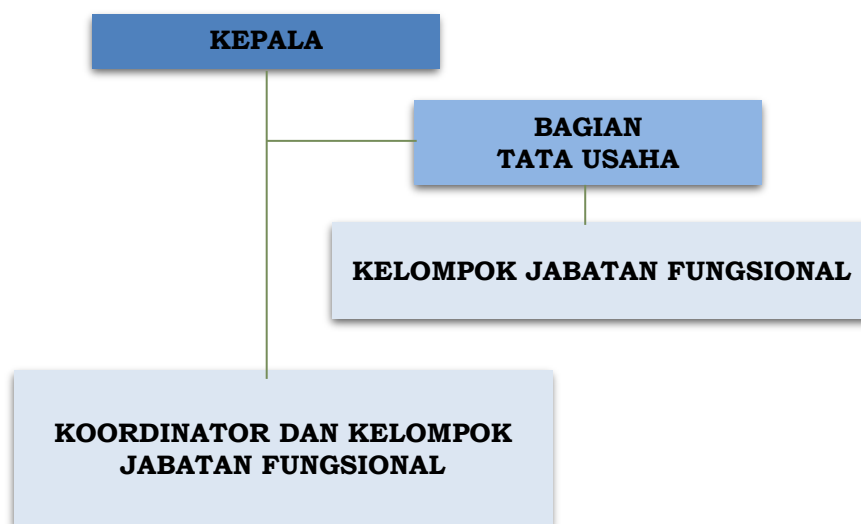 KEPALA
BAGIAN
TATA USAHA
KELOMPOK JABATAN FUNGSIONAL
KOORDINATOR DAN KELOMPOK
JABATAN FUNGSIONAL